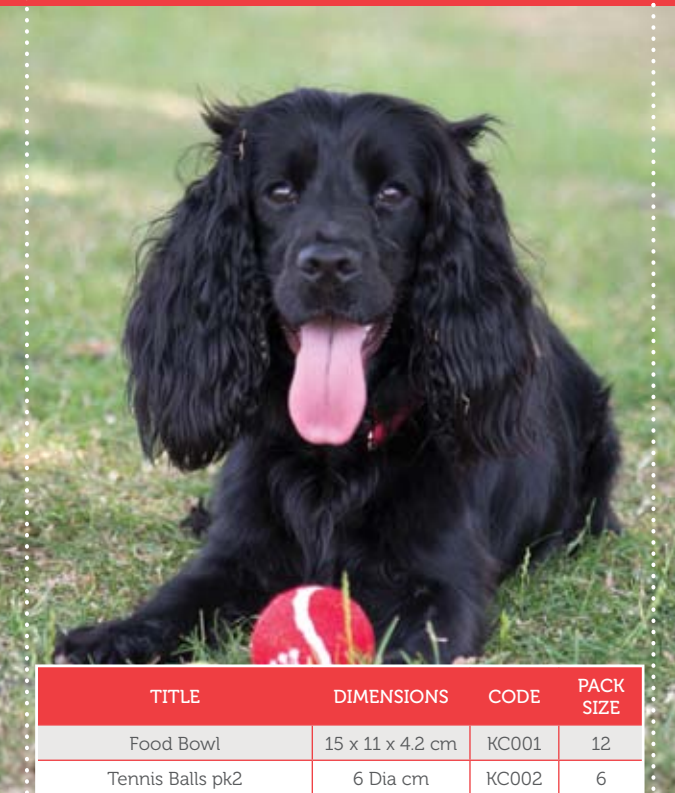 TITLE DIMENSIONS CODE PACK SIZE
Food Bowl 15 x 11 x 4.2 cm KC001 12
Tennis Balls pk2 6 Dia cm KC002 6